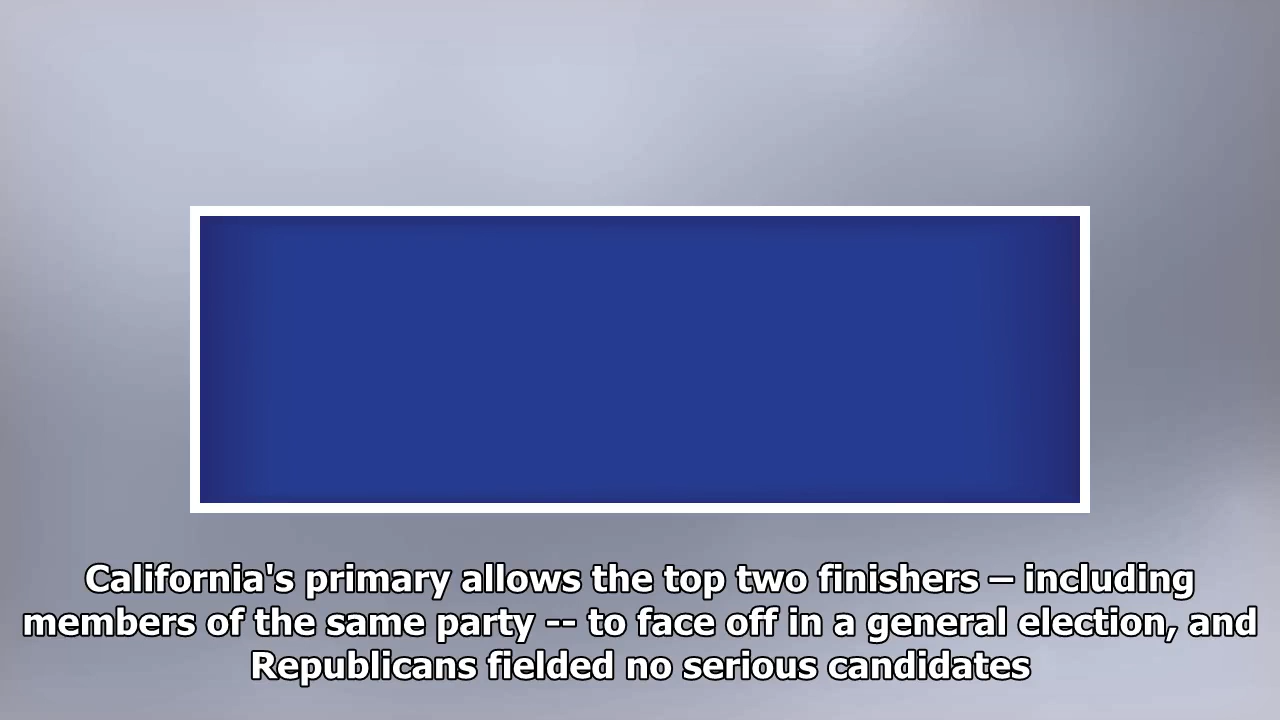 California's primary allows the top two finishers – including
members of the same party -- to face off in a general election, and
Republicans fielded no serious candidates